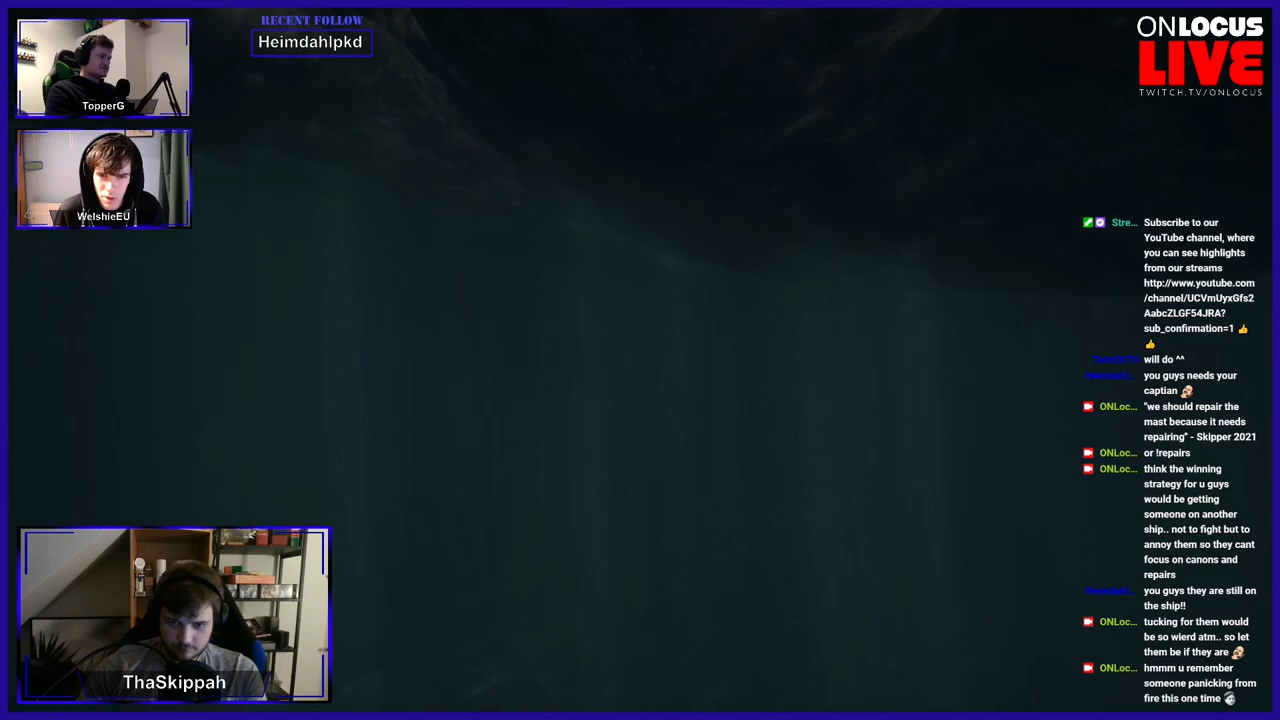 RECENT FOLLOW
Heimdahlpkd
TopperG
WelshieEU
ThaSkippah
ONLOCUS
LIVE
TWITCH.TV/ONLOCUS
Stre... Subscribe to our
YouTube channel, where
you can see highlights
from our streams
http://www.youtube.com
/channel/UCVmUyxGfs2
AabcZLGF54JRA?
sub_confirmation=1 👍
👍
will do ^^
you guys needs your
captian
ONLoc... "we should repair the
mast because it needs
repairing" - Skipper 2021
ONLoc... or !repairs
ONLoc... think the winning
strategy for u guys
would be getting
someone on another
ship.. not to fight but to
annoy them so they cant
focus on canons and
repairs
you guys they are still on
the ship!!
ONLoc... tucking for them would
be so wierd atm.. so let
them be if they are
ONLoc... hmmm u remember
someone panicking from
fire this one time